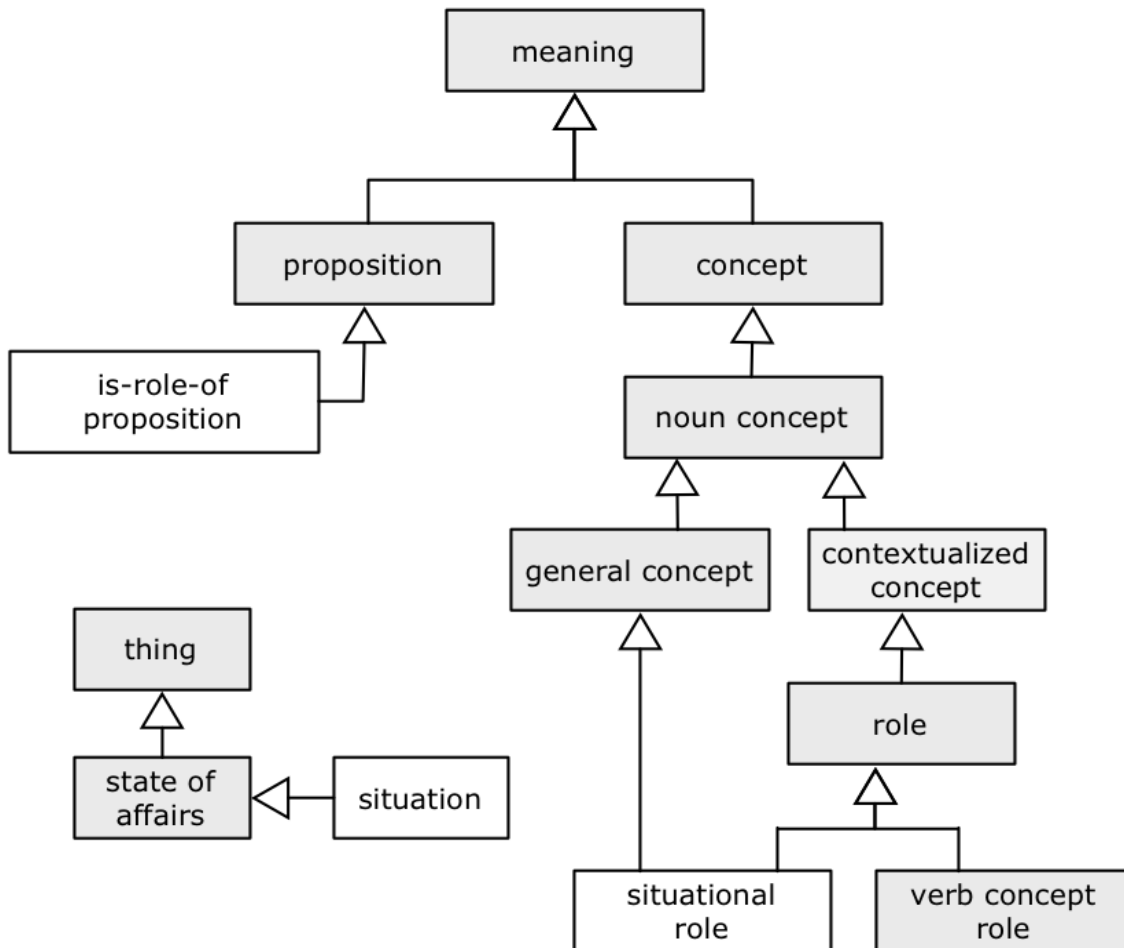 meaning
proposition
concept
is-role-of
proposition
noun concept
general concept
contextualized
concept
thing
role
state of
affairs
situation
situational
role
verb concept
role